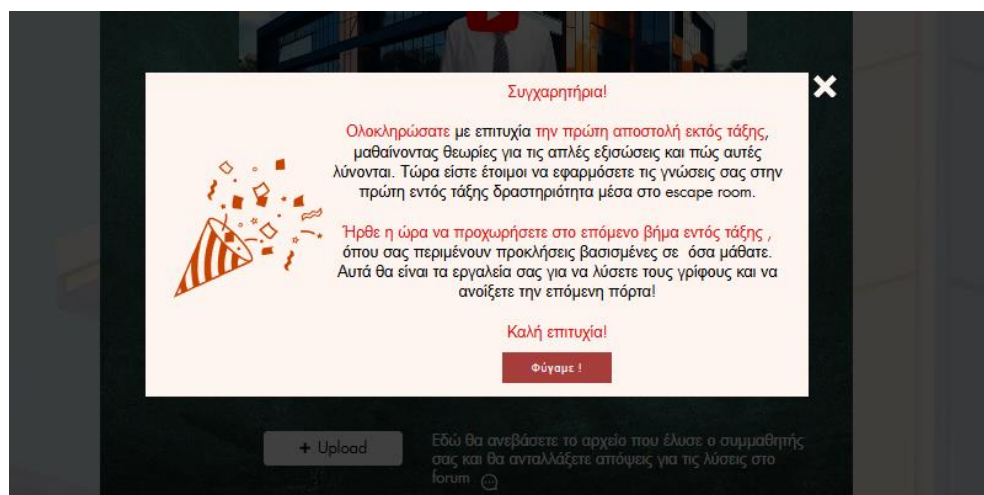 Συγχαρητήρια!
Ολοκληρώσατε με επιτυχία την πρώτη αποστολή εκτός τάξης,
μαθαίνοντας θεωρίες για τις απλές εξισώσεις και πώς αυτές
λύνονται. Τώρα είστε έτοιμοι να εφαρμόσετε τις γνώσεις σας στην
πρώτη εντός τάξης δραστηριότητα μέσα στο escape room.
Ήρθε η ώρα να προχωρήσετε στο επόμενο βήμα εντός τάξης ,
όπου σας περιμένουν προκλήσεις βασισμένες σε όσα μάθατε.
Αυτά θα είναι τα εργαλεία σας για να λύσετε τους γρίφους και να
ανοίξετε την επόμενη πόρτα!
Καλή επιτυχία!
Φύγαμε !
+ Upload
Εδώ θα ανεβάσετε το αρχείο που έλυσε ο συμμαθητής
σας και θα ανταλλάξετε απόψεις για τις λύσεις στο
forum